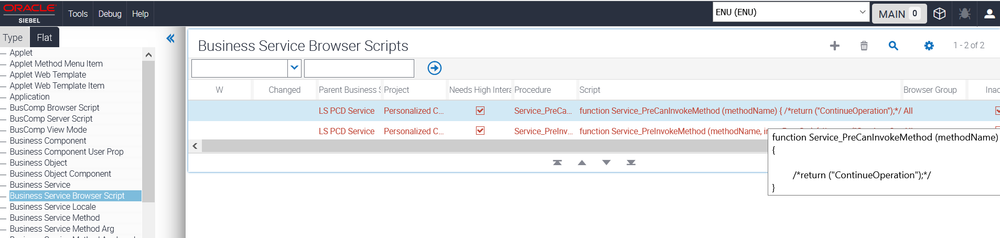 ORACLE
SIEBEL
Tools Debug Help
ENU (ENU)
MAIN 0
Type Flat
Applet
Applet Method Menu Item
Applet Web Template
Applet Web Template Item
Application
BusComp Browser Script
BusComp Server Script
BusComp View Mode
Business Component
Business Component User Prop
Business Object
Business Object Component
Business Service
Business Service Browser Script
Business Service Locale
Business Service Method
Business Service Method Arg
Business Service Browser Scripts
1 - 2 of 2
W Changed Parent Business S Project Needs High Intera Procedure Script Browser Group Inac
LS PCD Service Personalized C... Service_PreCa... function Service_PreCanInvokeMethod (methodName) { /*return ("ContinueOperation");*/ All
LS PCD Service Personalized C... Service_PreInv... function Service_PreInvokeMethod (methodName,
function Service_PreCanInvokeMethod (methodName)
{
/*return ("ContinueOperation");*/
}